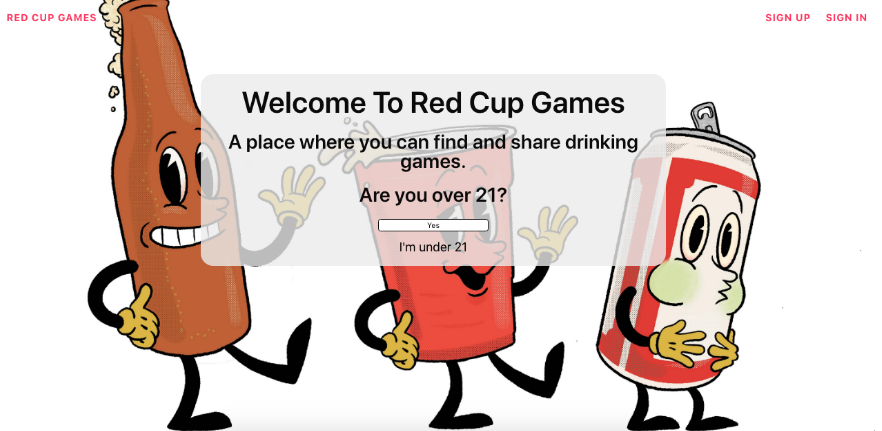 RED CUP GAMES
SIGN UP
SIGN IN
Welcome To Red Cup Games
A place where you can find and share drinking
games.
Are you over 21?
Yes
I'm under 21